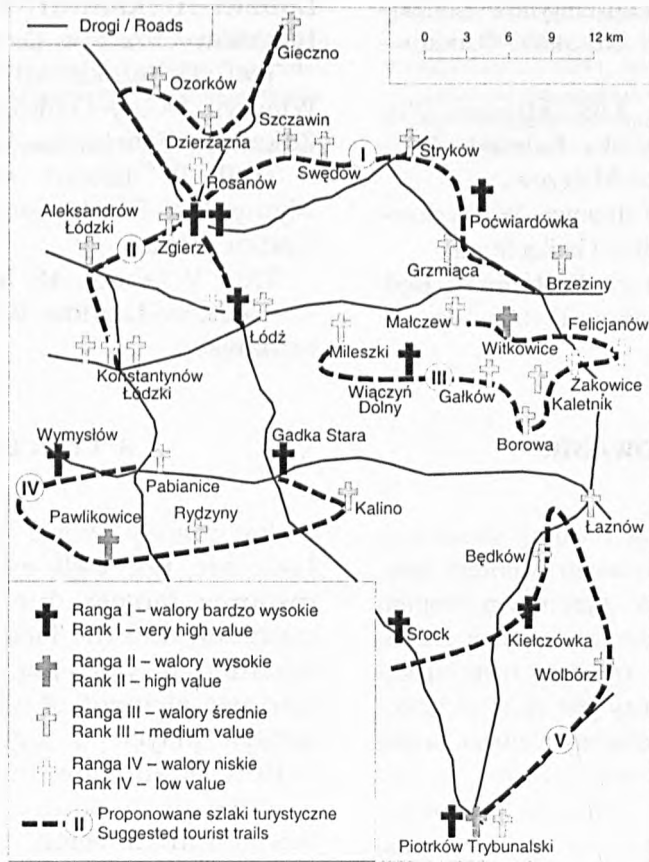 Drogi / Roads
0 3 6 9 12 km
Gieczno
Ozorków
Szczawin
Dzierżązna
Stryków
I
Swędów
Rosanów
Aleksandrów
Łódzki
Poćwiardówka
II
Zgierz
Grzmiąca
Brzeziny
Łódź
Małczew
Felicjanów
Mileszki
Witkowice
Konstantynów
Łódzki
Wiączyń
Dolny
III
Gałków
Żakowice
Kaletnik
Borowa
Wymysłów
Gadka Stara
IV
Pabianice
Pawlikowice
Rydzyny
Kalino
Łaznów
Będków
Srock
Kiełczówka
Wolbórz
V
Piotrków Trybunalski
Ranga I – walory bardzo wysokie
Rank I – very high value
Ranga II – walory wysokie
Rank II – high value
Ranga III – walory średnie
Rank III – medium value
Ranga IV – walory niskie
Rank IV – low value
II Proponowane szlaki turystyczne
Suggested tourist trails